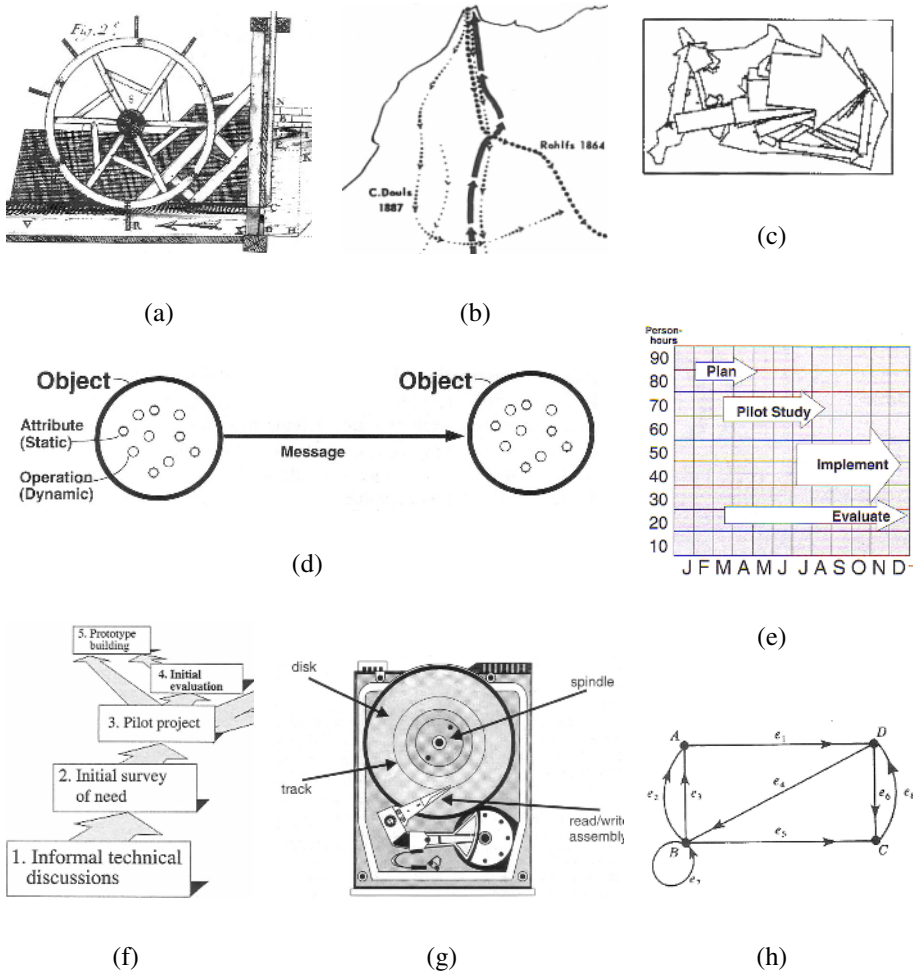 Fig. 2.e
S
N
K
C
R
H
(a)
Rohlfs 1864
C.Douls
1887
(b)
(c)
Object
Attribute
(Static)
Operation
(Dynamic)
Message
Object
(d)
Person-
hours
90
80
70
60
50
40
30
20
10
Plan
Pilot Study
Implement
Evaluate
J F M A M J J A S O N D
(e)
5. Prototype
building
4. Initial
evaluation
3. Pilot project
2. Initial survey
of need
1. Informal technical
discussions
(f)
disk
spindle
track
read/write
assembly
(g)
A
e1
D
e2
e3
e4
e6
B
e5
C
e7
(h)